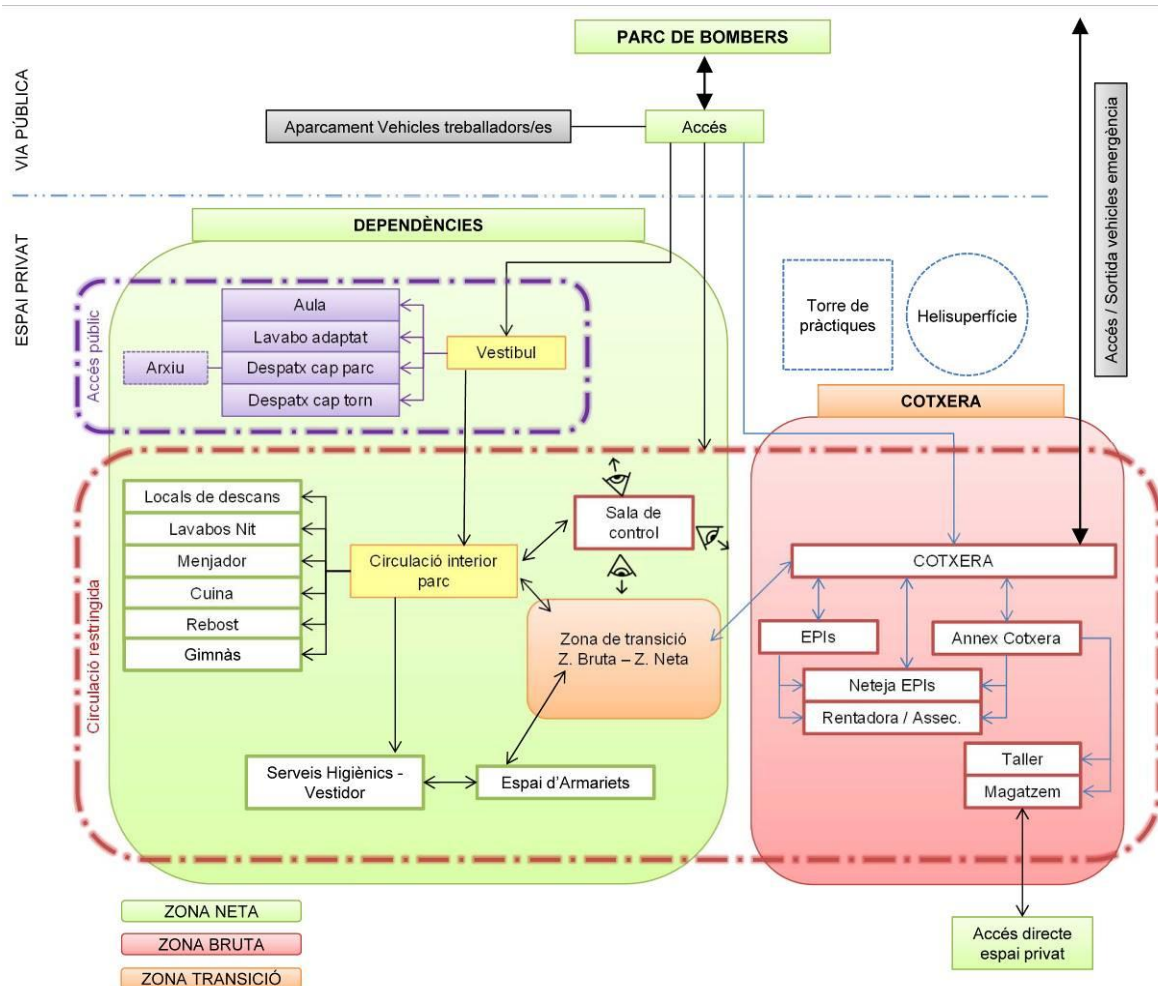 PARC DE BOMBERS
VIA PÚBLICA
Aparcament Vehicles treballadors/es
Accés
Accés / Sortida vehicles emergència
ESPAI PRIVAT
DEPENDÈNCIES
Accés públic
Aula
Lavabo adaptat
Despatx cap parc
Despatx cap torn
Arxiu
Vestíbul
Torre de
pràctiques
Helisuperfície
COTXERA
Circulació restringida
Locals de descans
Lavabos Nit
Menjador
Cuina
Rebost
Gimnàs
Circulació interior
parc
Sala de
control
Zona de transició
Z. Bruta – Z. Neta
Serveis Higiènics -
Vestidor
Espai d’Armariets
COTXERA
EPIs
Annex Cotxera
Neteja EPIs
Rentadora / Assec.
Taller
Magatzem
Accés directe
espai privat
ZONA NETA
ZONA BRUTA
ZONA TRANSICIÓ